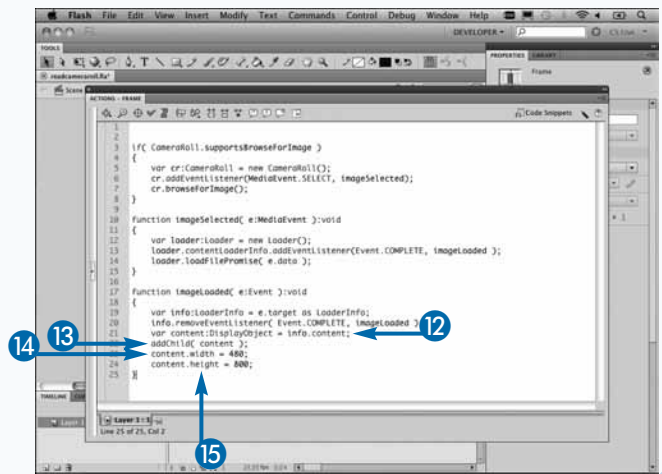 Flash File Edit View Insert Modify Text Commands Control Debug Window Help
DEVELOPER
TOOLS
PROPERTIES LIBRARY
readcameraroll.fla*
Frame
Scene
ACTIONS - FRAME
Code Snippets
1
2
3 if( CameraRoll.supportsBrowseForImage )
4 {
5 var cr:CameraRoll = new CameraRoll();
6 cr.addEventListener(MediaEvent.SELECT, imageSelected);
7 cr.browseForImage();
8 }
9
10 function imageSelected( e:MediaEvent ):void
11 {
12 var loader:Loader = new Loader();
13 loader.contentLoaderInfo.addEventListener(Event.COMPLETE, imageLoaded );
14 loader.loadFilePromise( e.data );
15 }
16
17 function imageLoaded( e:Event ):void
18 {
19 var info:LoaderInfo = e.target as LoaderInfo;
20 info.removeEventListener( Event.COMPLETE, imageLoaded )
21 var content:DisplayObject = info.content; 12
13 addChild( content );
14 content.width = 480;
24 content.height = 800;
25 }
15
TIMELINE
Layer 1 : 1
Line 25 of 25, Col 2